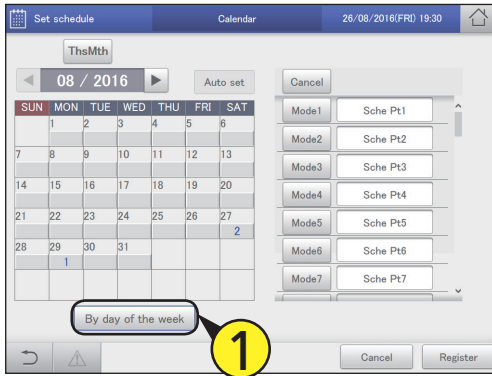 Set schedule Calendar 26/08/2016(FRI) 19:30
ThsMth
08 / 2016 Auto set Cancel
SUN MON TUE WED THU FRI SAT
1 2 3 4 5 6
7 8 9 10 11 12 13
14 15 16 17 18 19 20
21 22 23 24 25 26 27
2
28 29 30 31
1
Mode1 Sche Pt1
Mode2 Sche Pt2
Mode3 Sche Pt3
Mode4 Sche Pt4
Mode5 Sche Pt5
Mode6 Sche Pt6
Mode7 Sche Pt7
By day of the week
1
Cancel Register